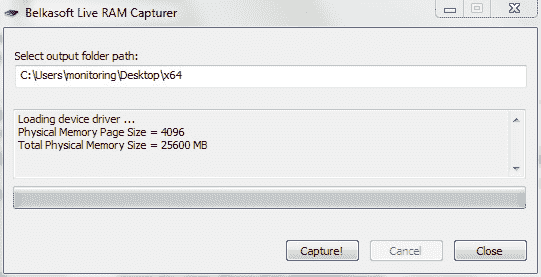 Belkasoft Live RAM Capturer
Select output folder path:
C:\Users\monitoring\Desktop\x64
Loading device driver ...
Physical Memory Page Size = 4096
Total Physical Memory Size = 25600 MB
Capture!
Cancel
Close